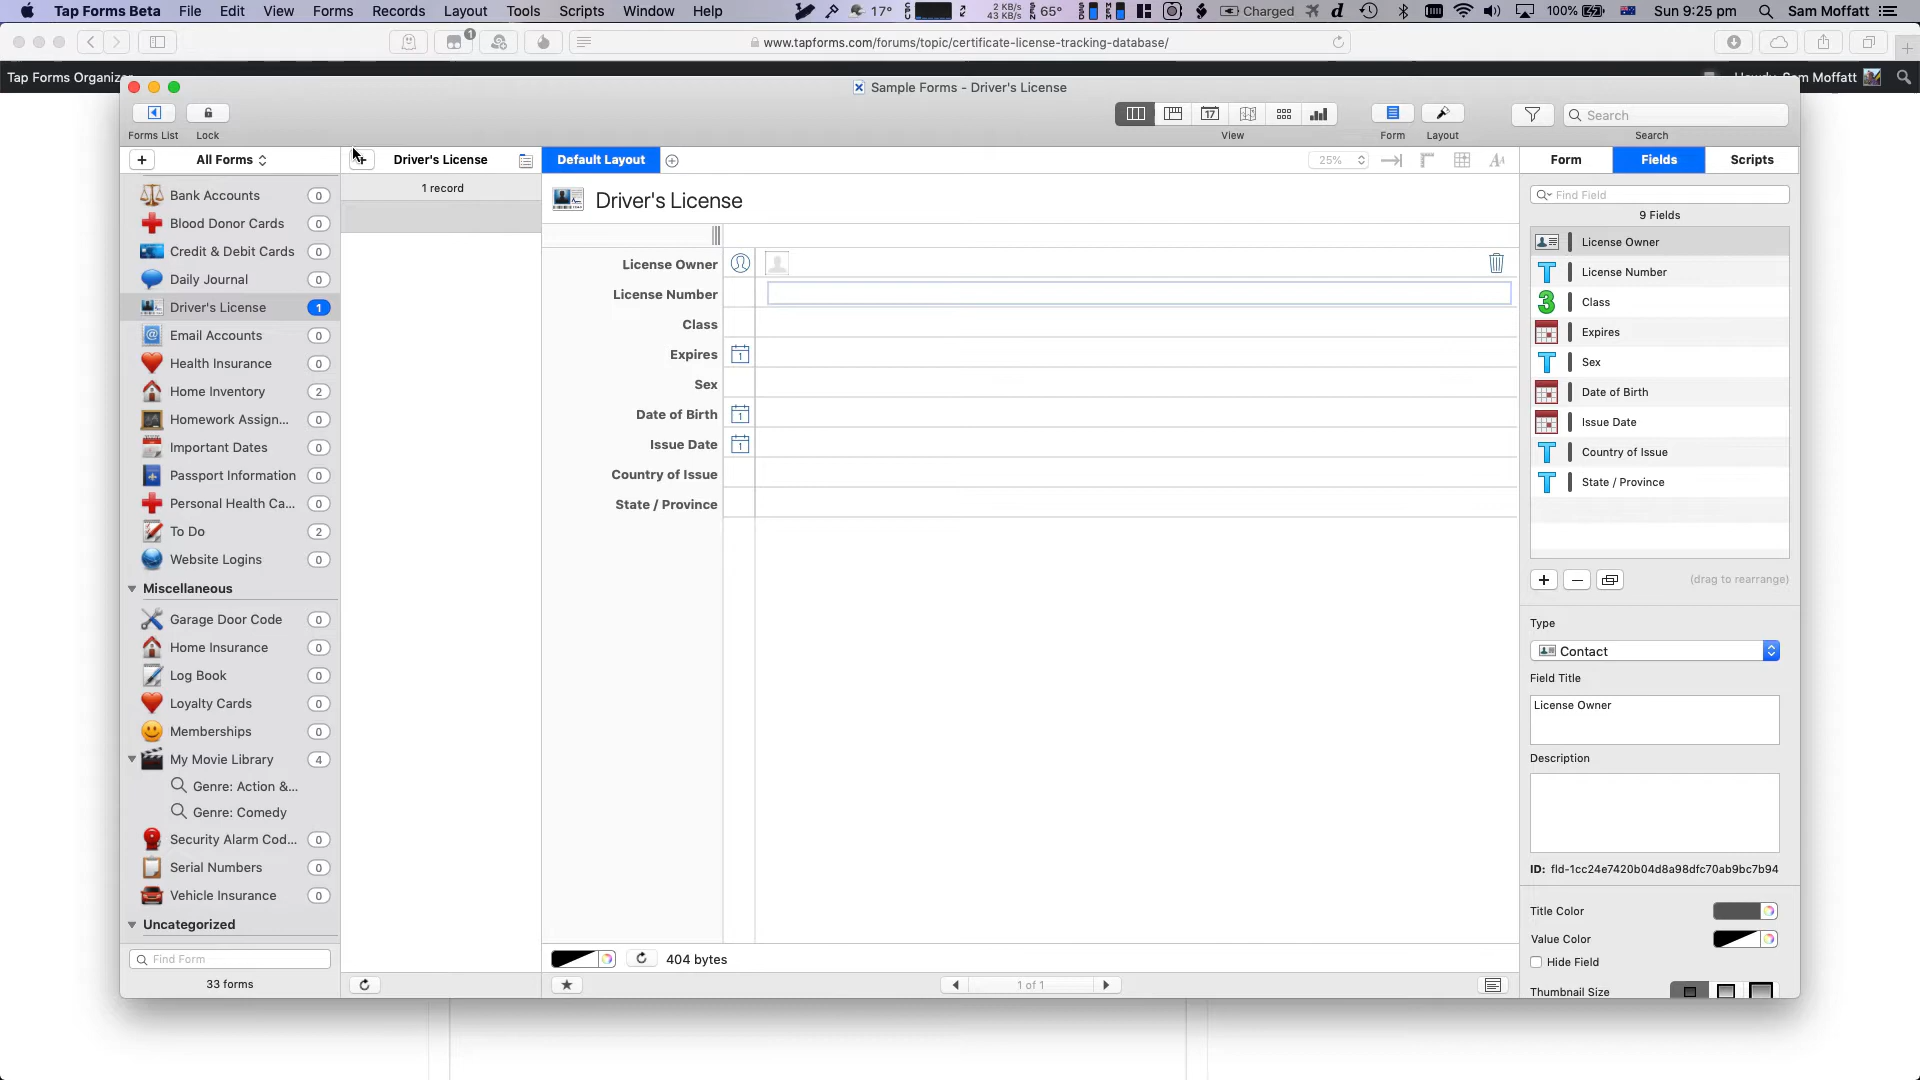 Tap Forms Beta File Edit View Forms Records Layout Tools Scripts Window Help 17° 2 KB/s 43 KB/s 65° Charged 100% Sun 9:25 pm Sam Moffatt
1 www.tapforms.com/forums/topic/certificate-license-tracking-database/
Tap Forms Organizer Sam Moffatt
Sample Forms - Driver's License
17
Search
Forms List Lock View Form Layout Search
All Forms
Driver's License
Default Layout
25%
Form Fields Scripts
1 record
Driver's License
Bank Accounts 0
Blood Donor Cards 0
Credit & Debit Cards 0
Daily Journal 0
Driver's License 1
Email Accounts 0
Health Insurance 0
Home Inventory 2
Homework Assign... 0
Important Dates 0
Passport Information 0
Personal Health Ca... 0
To Do 2
Website Logins 0
Miscellaneous
Garage Door Code 0
Home Insurance 0
Log Book 0
Loyalty Cards 0
Memberships 0
My Movie Library 4
Genre: Action &...
Genre: Comedy
Security Alarm Cod... 0
Serial Numbers 0
Vehicle Insurance 0
Uncategorized
Find Form
33 forms
License Owner
License Number
Class
Expires 1
Sex
Date of Birth 1
Issue Date 1
Country of Issue
State / Province
404 bytes
1 of 1
Find Field
9 Fields
License Owner
License Number
Class
Expires
Sex
Date of Birth
Issue Date
Country of Issue
State / Province
(drag to rearrange)
Type
Contact
Field Title
License Owner
Description
ID: fld-1cc24e7420b04d8a98dfc70ab9bc7b94
Title Color
Value Color
Hide Field
Thumbnail Size